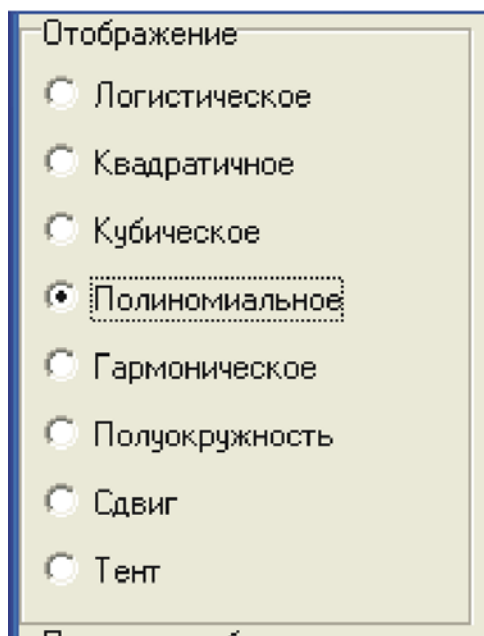 Отображение
Логистическое
Квадратичное
Кубическое
Полиномиальное
Гармоническое
Полуокружность
Сдвиг
Тент